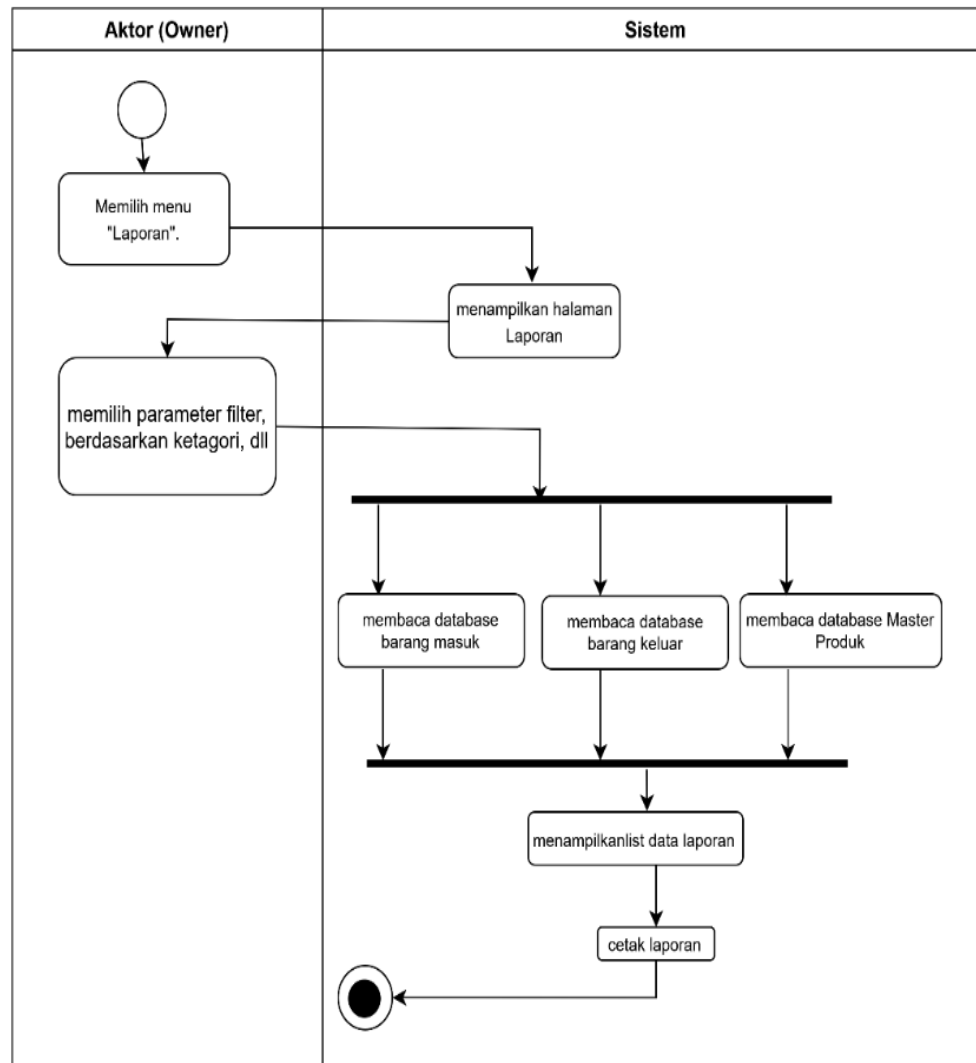 Aktor (Owner)
Sistem
Memilih menu
"Laporan".
menampilkan halaman
Laporan
memilih parameter filter,
berdasarkan ketagori, dll
membaca database
barang masuk
membaca database
barang keluar
membaca database Master
Produk
menampilkanlist data laporan
cetak laporan